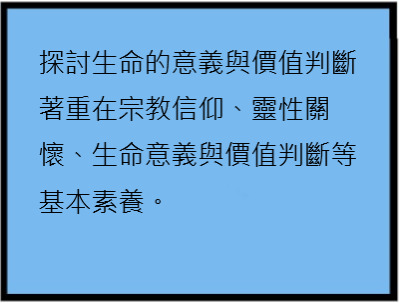 探討生命的意義與價值判斷
著重在宗教信仰、靈性關
懷、生命意義與價值判斷等
基本素養。